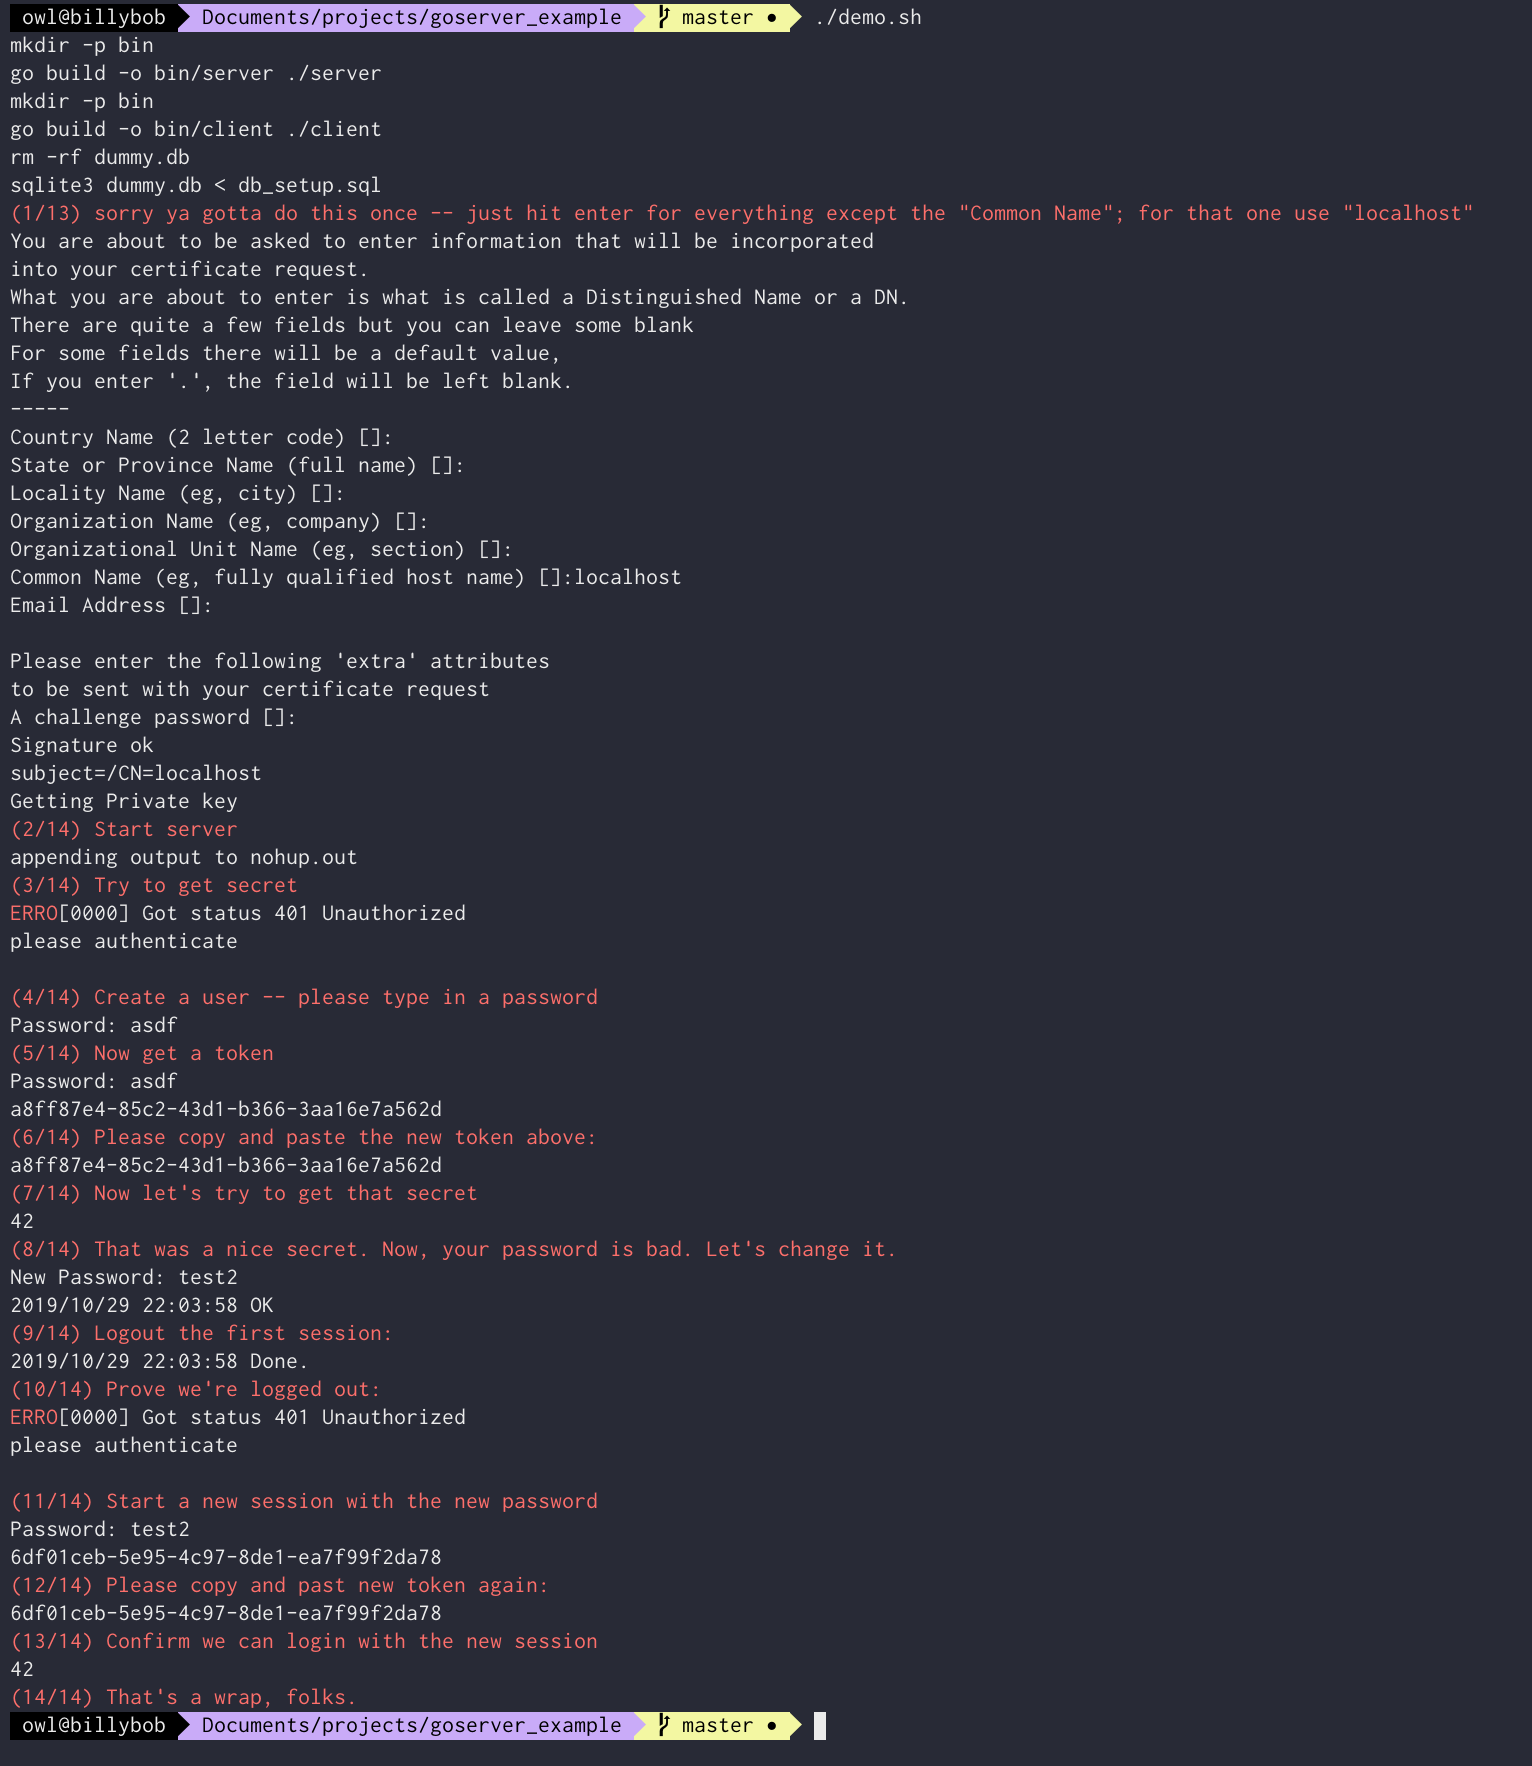 owl@billybob Documents/projects/goserver_example master ● ./demo.sh
mkdir -p bin
go build -o bin/server ./server
mkdir -p bin
go build -o bin/client ./client
rm -rf dummy.db
sqlite3 dummy.db < db_setup.sql
(1/13) sorry ya gotta do this once -- just hit enter for everything except the "Common Name"; for that one use "localhost"
You are about to be asked to enter information that will be incorporated
into your certificate request.
What you are about to enter is what is called a Distinguished Name or a DN.
There are quite a few fields but you can leave some blank
For some fields there will be a default value,
If you enter '.', the field will be left blank.
-----
Country Name (2 letter code) []:
State or Province Name (full name) []:
Locality Name (eg, city) []:
Organization Name (eg, company) []:
Organizational Unit Name (eg, section) []:
Common Name (eg, fully qualified host name) []:localhost
Email Address []:

Please enter the following 'extra' attributes
to be sent with your certificate request
A challenge password []:
Signature ok
subject=/CN=localhost
Getting Private key
(2/14) Start server
appending output to nohup.out
(3/14) Try to get secret
ERRO[0000] Got status 401 Unauthorized
please authenticate

(4/14) Create a user -- please type in a password
Password: asdf
(5/14) Now get a token
Password: asdf
a8ff87e4-85c2-43d1-b366-3aa16e7a562d
(6/14) Please copy and paste the new token above:
a8ff87e4-85c2-43d1-b366-3aa16e7a562d
(7/14) Now let's try to get that secret
42
(8/14) That was a nice secret. Now, your password is bad. Let's change it.
New Password: test2
2019/10/29 22:03:58 OK
(9/14) Logout the first session:
2019/10/29 22:03:58 Done.
(10/14) Prove we're logged out:
ERRO[0000] Got status 401 Unauthorized
please authenticate

(11/14) Start a new session with the new password
Password: test2
6df01ceb-5e95-4c97-8de1-ea7f99f2da78
(12/14) Please copy and past new token again:
6df01ceb-5e95-4c97-8de1-ea7f99f2da78
(13/14) Confirm we can login with the new session
42
(14/14) That's a wrap, folks.
owl@billybob Documents/projects/goserver_example master ●